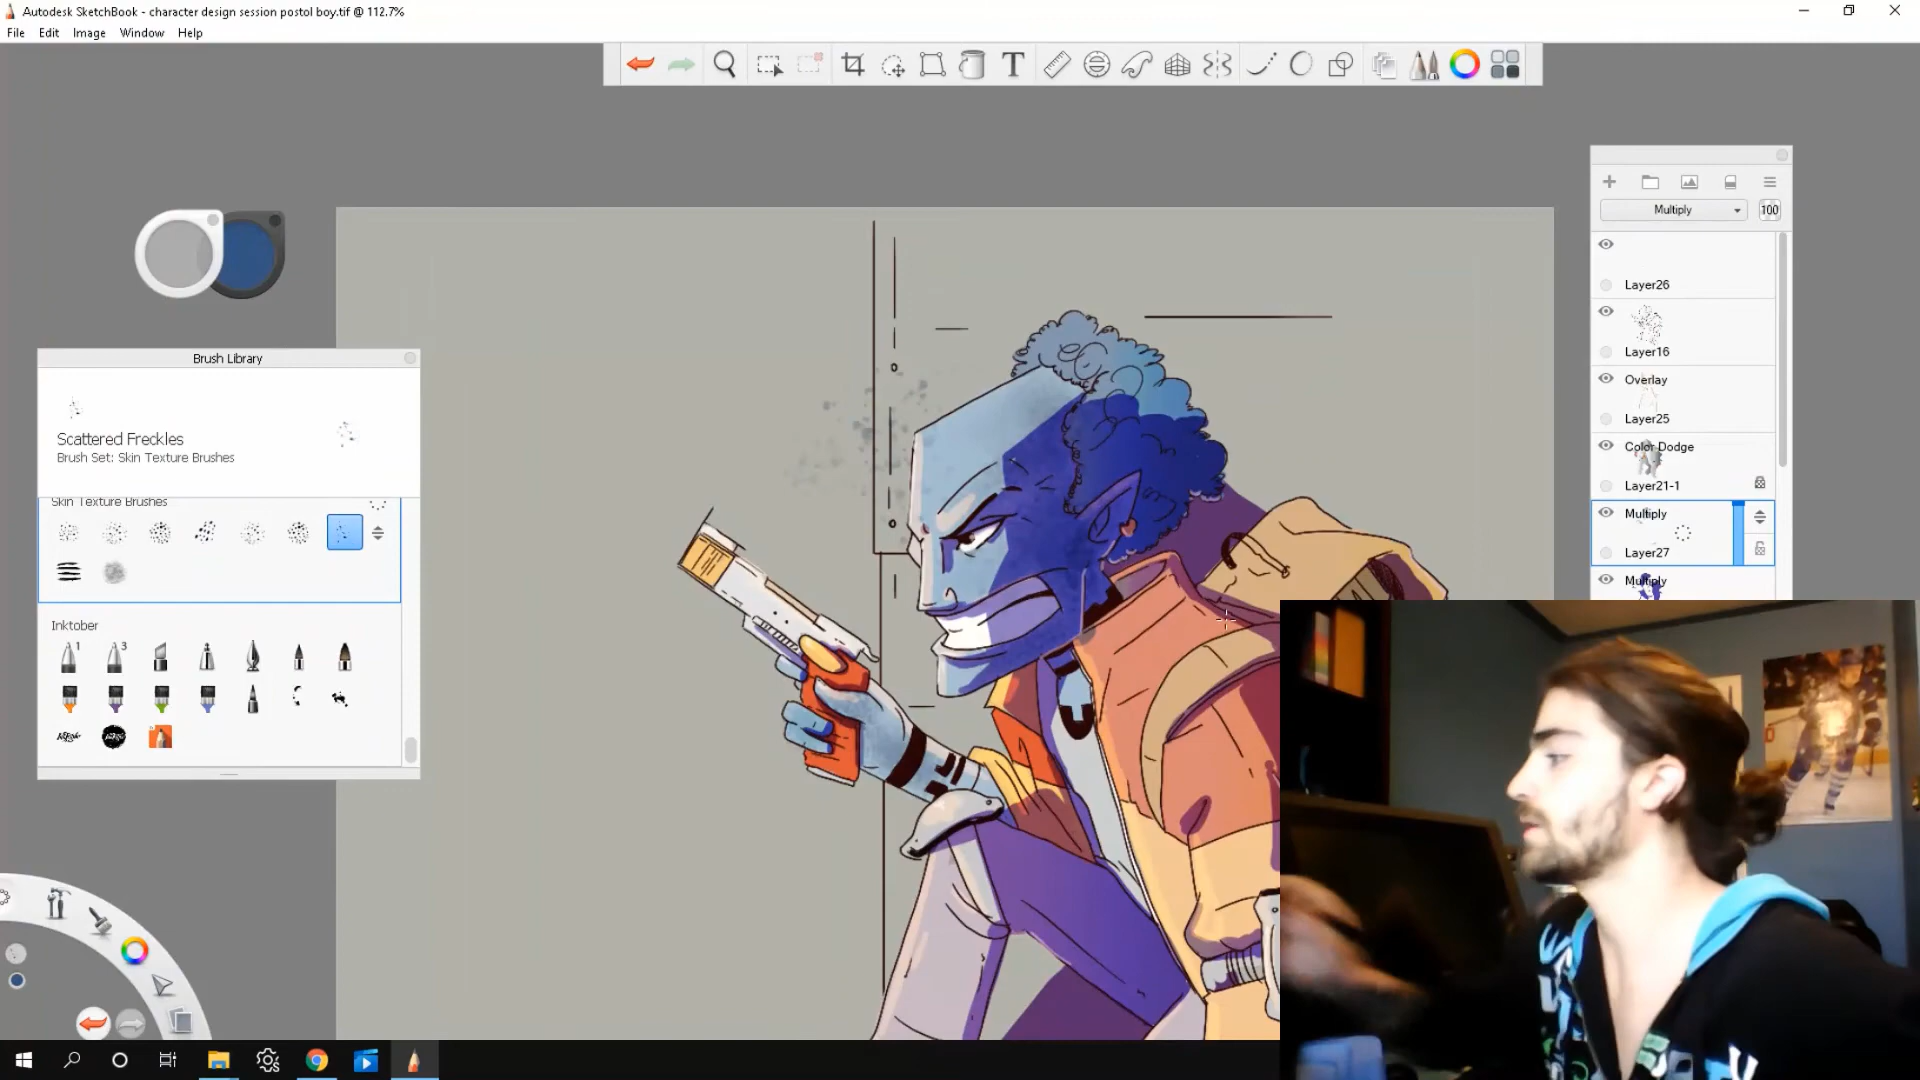 Autodesk SketchBook - character design session postol boy.tif @ 112.7%
File Edit Image Window Help
T
Multiply 100
Layer26
Layer16
Overlay
Layer25
Color Dodge
Layer21-1
Multiply
Layer27
Multiply
Brush Library
Scattered Freckles
Brush Set: Skin Texture Brushes
Skin Texture Brushes
Inktober
1 3